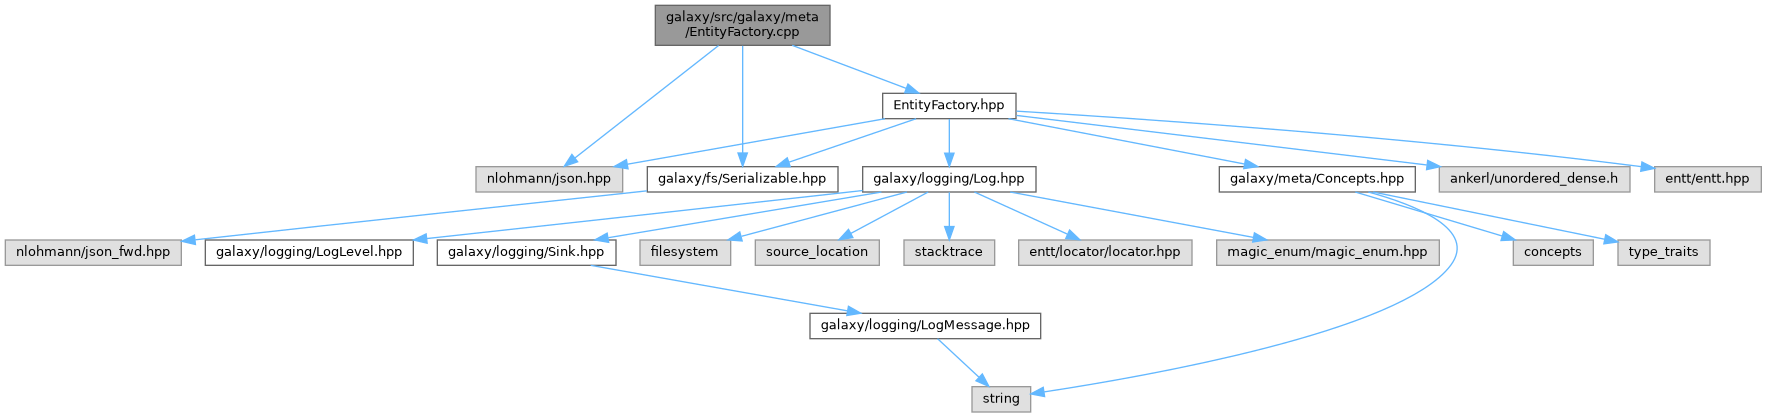 galaxy/src/galaxy/meta
/EntityFactory.cpp
EntityFactory.hpp
nlohmann/json.hpp
galaxy/fs/Serializable.hpp
galaxy/logging/Log.hpp
galaxy/meta/Concepts.hpp
ankerl/unordered_dense.h
entt/entt.hpp
nlohmann/json_fwd.hpp
galaxy/logging/LogLevel.hpp
galaxy/logging/Sink.hpp
filesystem
source_location
stacktrace
entt/locator/locator.hpp
magic_enum/magic_enum.hpp
concepts
type_traits
galaxy/logging/LogMessage.hpp
string